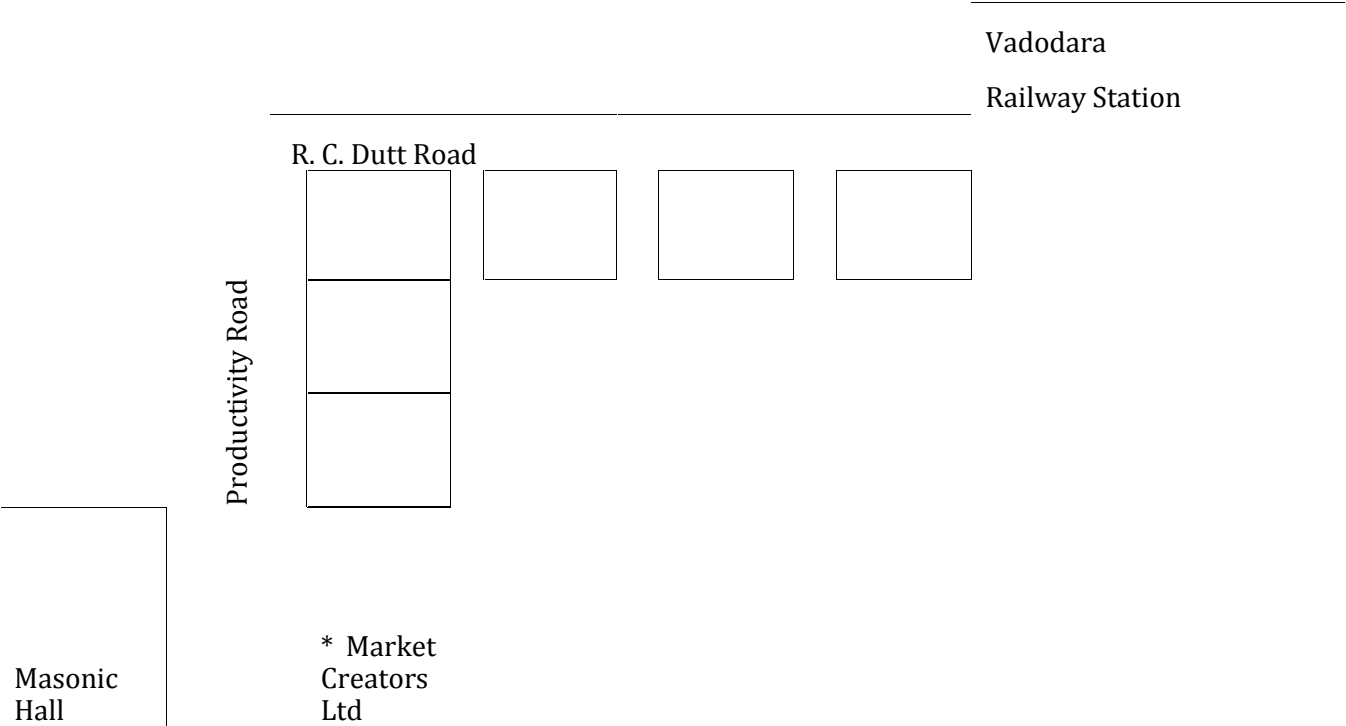 Vadodara
Railway Station
R. C. Dutt Road
Productivity Road
* Market
Creators
Ltd
Masonic
Hall